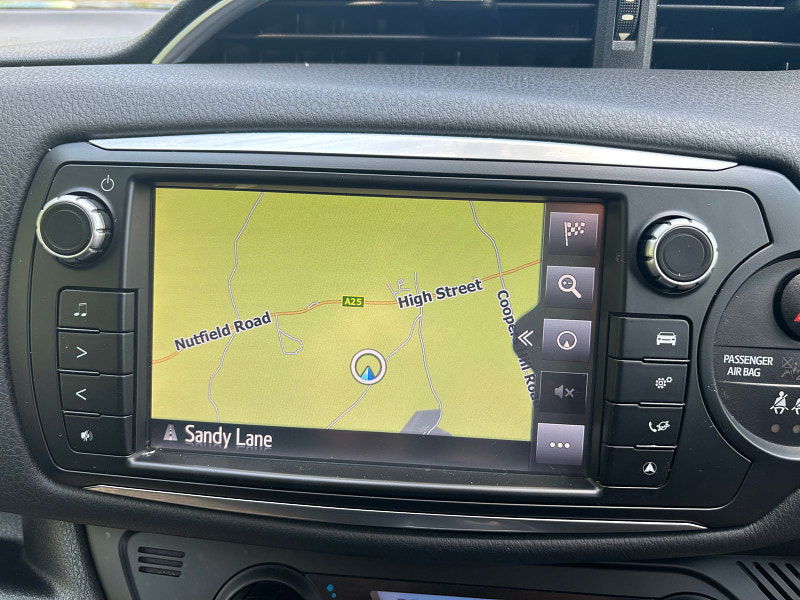 A25
High Street
Nutfield Road
Sandy Lane
PASSENGER
AIR BAG